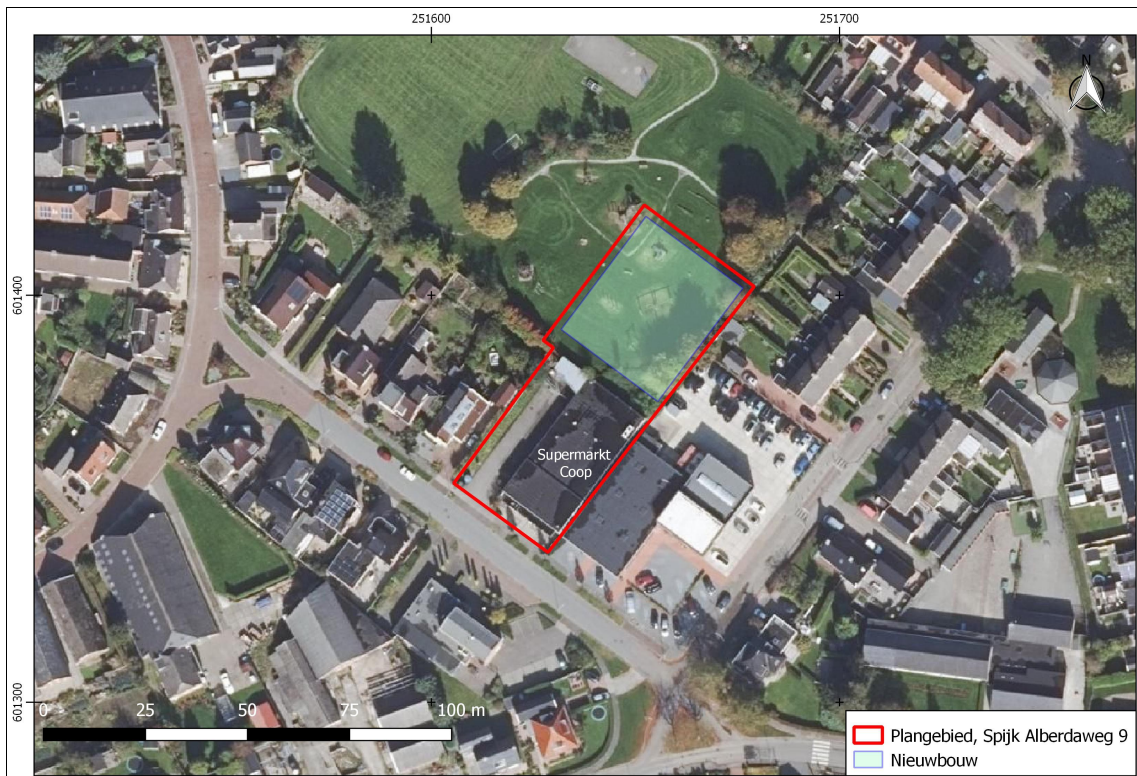 251600
251700
N
601400
Supermarkt
Coop
601300
0 25 50 75 100 m
Plangebied, Spijk Alberdaweg 9
Nieuwbouw